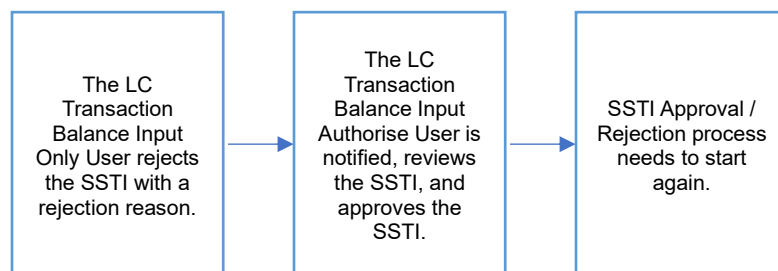 The LC
Transaction
Balance Input
Only User rejects
the SSTI with a
rejection reason.
The LC
Transaction
Balance Input
Authorise User is
notified, reviews
the SSTI, and
approves the
SSTI.
SSTI Approval /
Rejection process
needs to start
again.